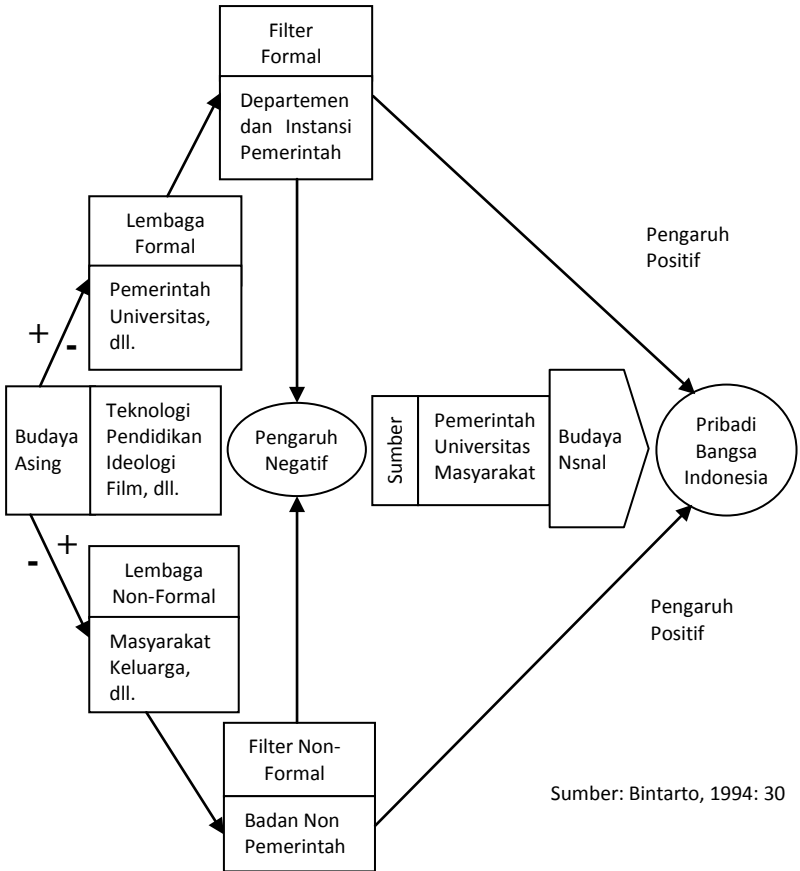 Filter
Formal
Departemen
dan Instansi
Pemerintah
Lembaga
Formal
Pemerintah
Universitas,
dll.
Pengaruh
Positif
+
-
Budaya
Asing
Teknologi
Pendidikan
Ideologi
Film, dll.
Pengaruh
Negatif
Sumber
Pemerintah
Universitas
Masyarakat
Budaya
Nsnal
Pribadi
Bangsa
Indonesia
+
-
Lembaga
Non-Formal
Masyarakat
Keluarga,
dll.
Pengaruh
Positif
Filter Non-
Formal
Badan Non
Pemerintah
Sumber: Bintarto, 1994: 30